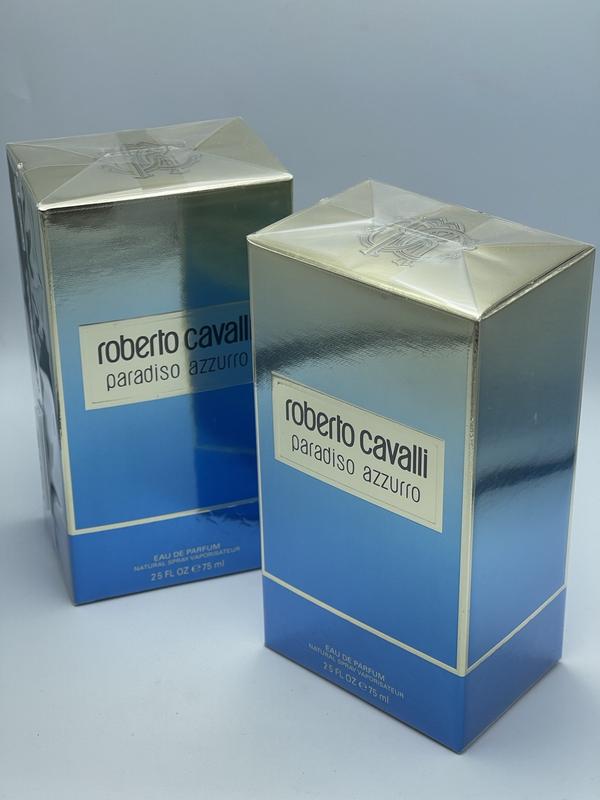 roberto cavalli
paradiso azzurro
EAU DE PARFUM
NATURAL SPRAY VAPORISATEUR
2.5 FL OZ ℮ 75 ml
roberto cavalli
paradiso azzurro
EAU DE PARFUM
NATURAL SPRAY VAPORISATEUR
2.5 FL OZ ℮ 75 ml